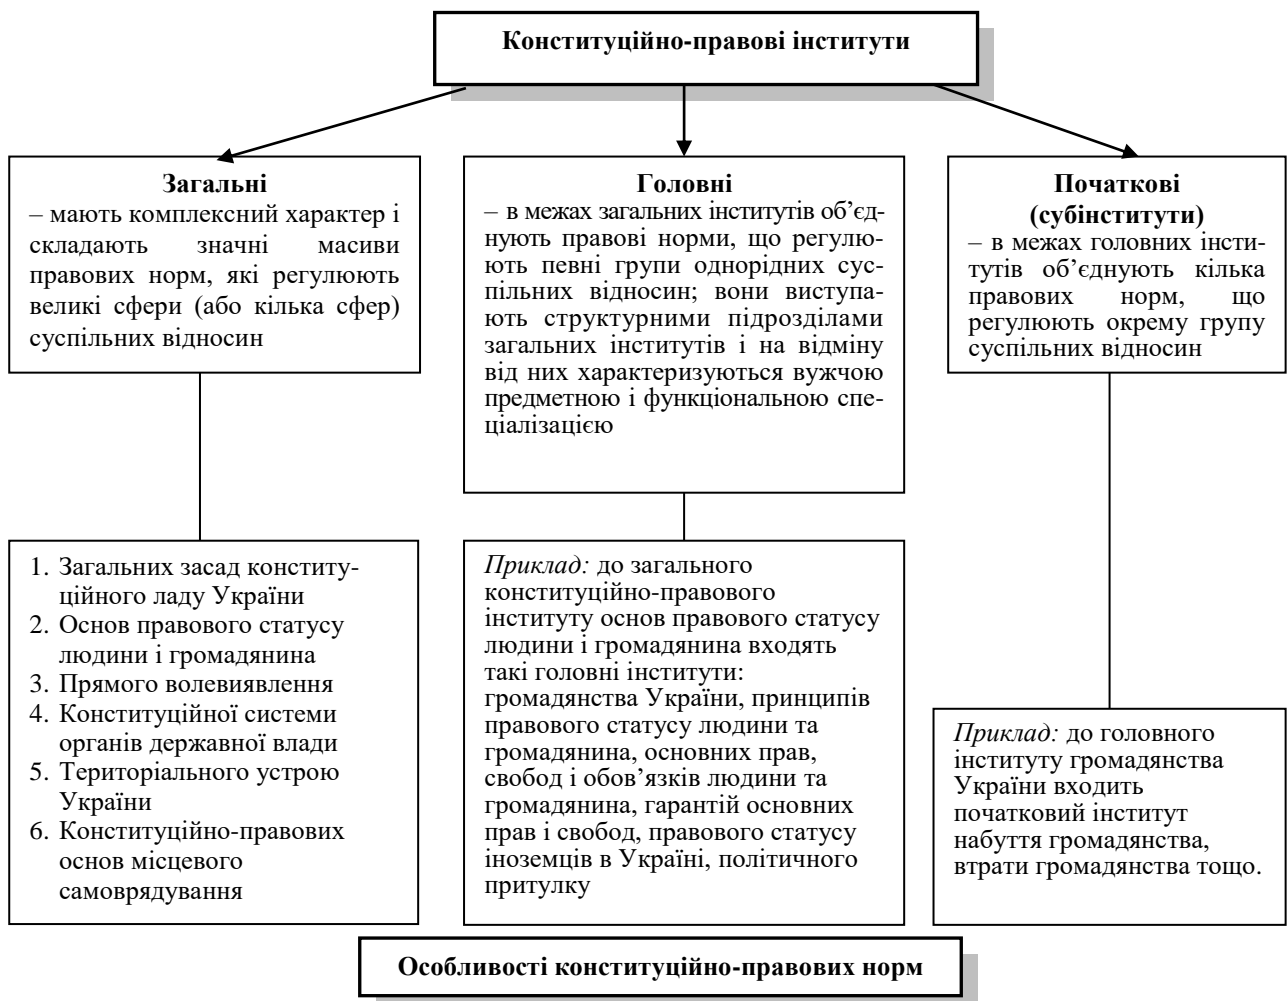 Конституційно-правові інститути
Загальні
– мають комплексний характер і
складають значні масиви
правових норм, які регулюють
великі сфери (або кілька сфер)
суспільних відносин
Головні
– в межах загальних інститутів об’єд-
нують правові норми, що регулю-
ють певні групи однорідних сус-
пільних відносин; вони виступа-
ють структурними підрозділами
загальних інститутів і на відміну
від них характеризуються вужчою
предметною і функціональною спе-
ціалізацією
Початкові
(субінститути)
– в межах головних інсти-
тутів об’єднують кілька
правових норм, що
регулюють окрему групу
суспільних відносин
1. Загальних засад конститу-
ційного ладу України
2. Основ правового статусу
людини і громадянина
3. Прямого волевиявлення
4. Конституційної системи
органів державної влади
5. Територіального устрою
України
6. Конституційно-правових
основ місцевого
самоврядування
Приклад: до загального
конституційно-правового
інституту основ правового статусу
людини і громадянина входять
такі головні інститути:
громадянства України, принципів
правового статусу людини та
громадянина, основних прав,
свобод і обов’язків людини та
громадянина, гарантій основних
прав і свобод, правового статусу
іноземців в Україні, політичного
притулку
Приклад: до головного
інституту громадянства
України входить
початковий інститут
набуття громадянства,
втрати громадянства тощо.
Особливості конституційно-правових норм